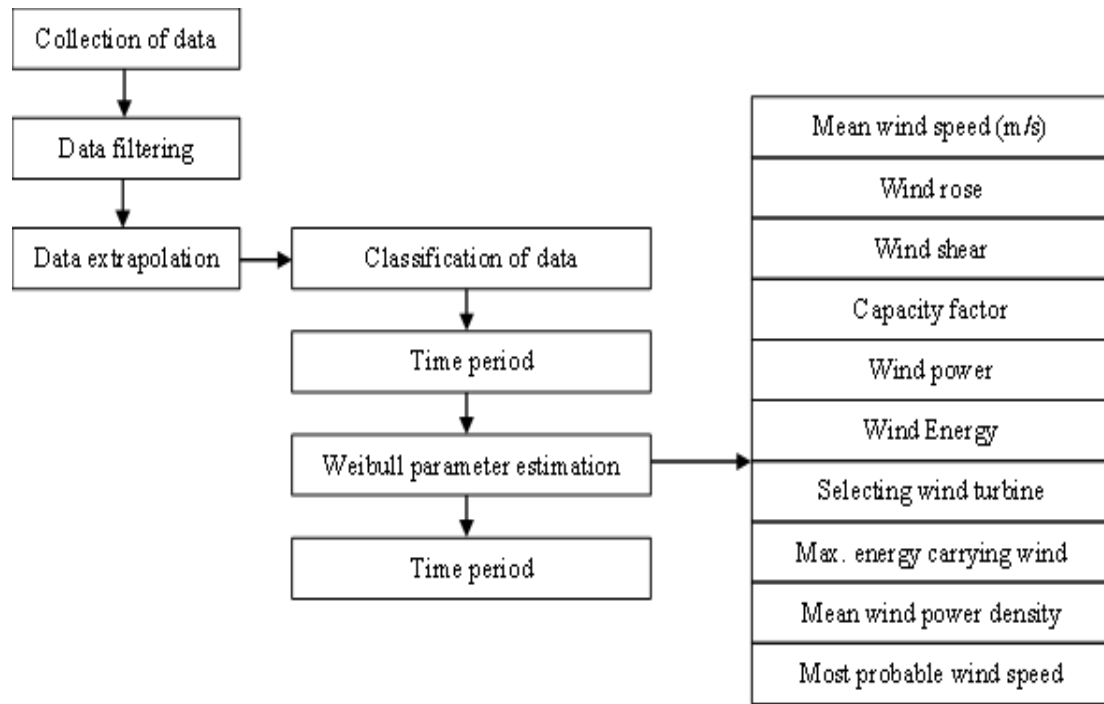 Collection of data
Data filtering
Data extrapolation
Classification of data
Time period
Weibull parameter estimation
Time period
Mean wind speed (m/s)
Wind rose
Wind shear
Capacity factor
Wind power
Wind Energy
Selecting wind turbine
Max. energy carrying wind
Mean wind power density
Most probable wind speed